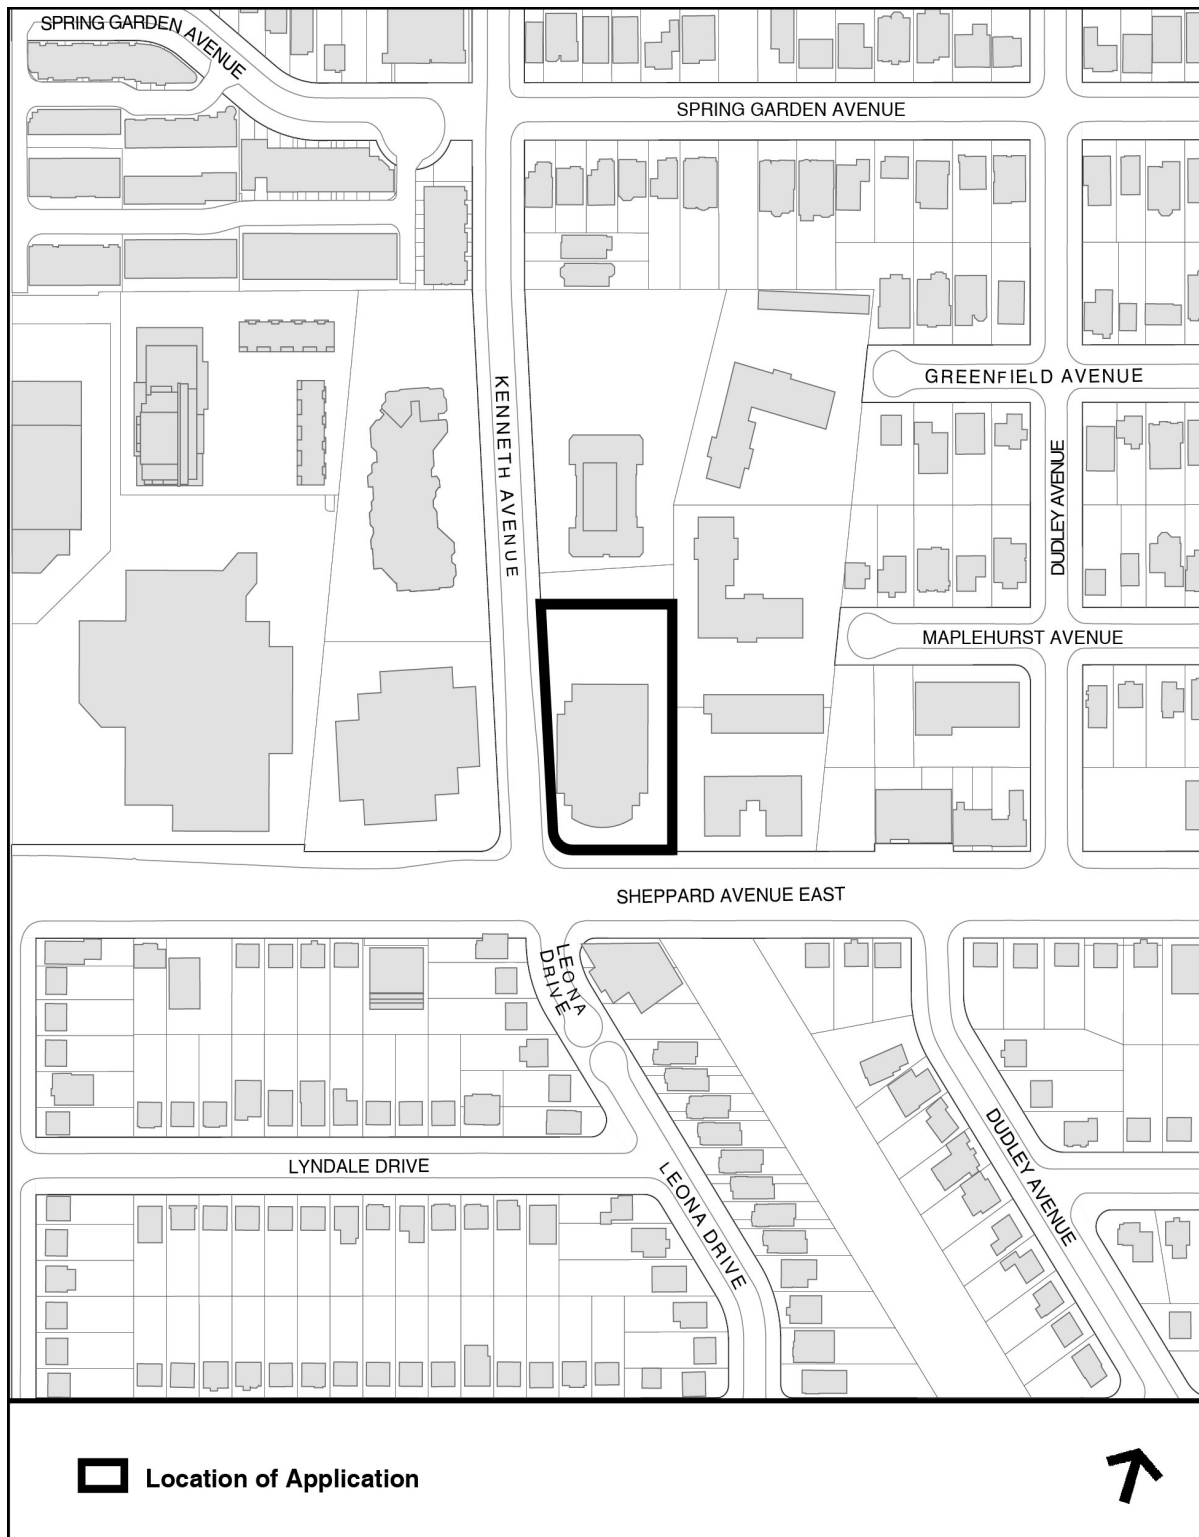 SPRING GARDEN AVENUE
SPRING GARDEN AVENUE
KENNETH AVENUE
GREENFIELD AVENUE
DUDLEY AVENUE
MAPLEHURST AVENUE
SHEPPARD AVENUE EAST
LEONA
DRIVE
LYNDALE DRIVE
LEONA DRIVE
DUDLEY AVENUE
Location of Application